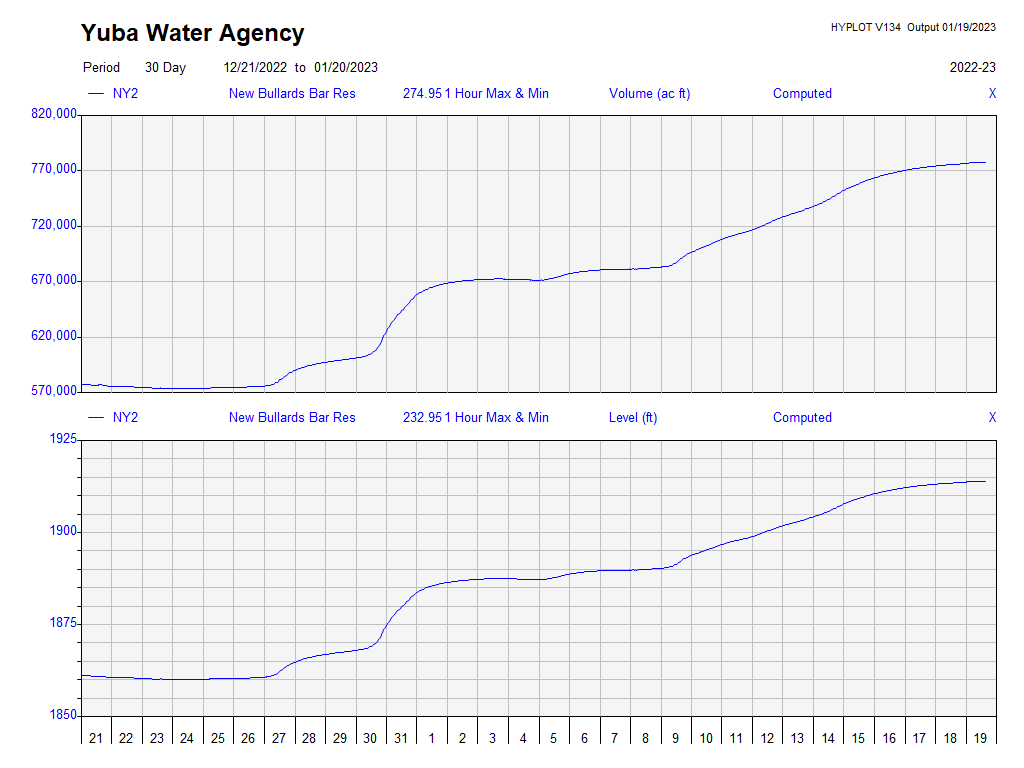 Yuba Water Agency
HYPLOT V134 Output 01/19/2023
Period 30 Day 12/21/2022 to 01/20/2023 2022-23
NY2 New Bullards Bar Res 274.95 1 Hour Max & Min Volume (ac ft) Computed X
820,000
770,000
720,000
670,000
620,000
570,000
NY2 New Bullards Bar Res 232.95 1 Hour Max & Min Level (ft) Computed X
1925
1900
1875
1850
21 22 23 24 25 26 27 28 29 30 31 1 2 3 4 5 6 7 8 9 10 11 12 13 14 15 16 17 18 19